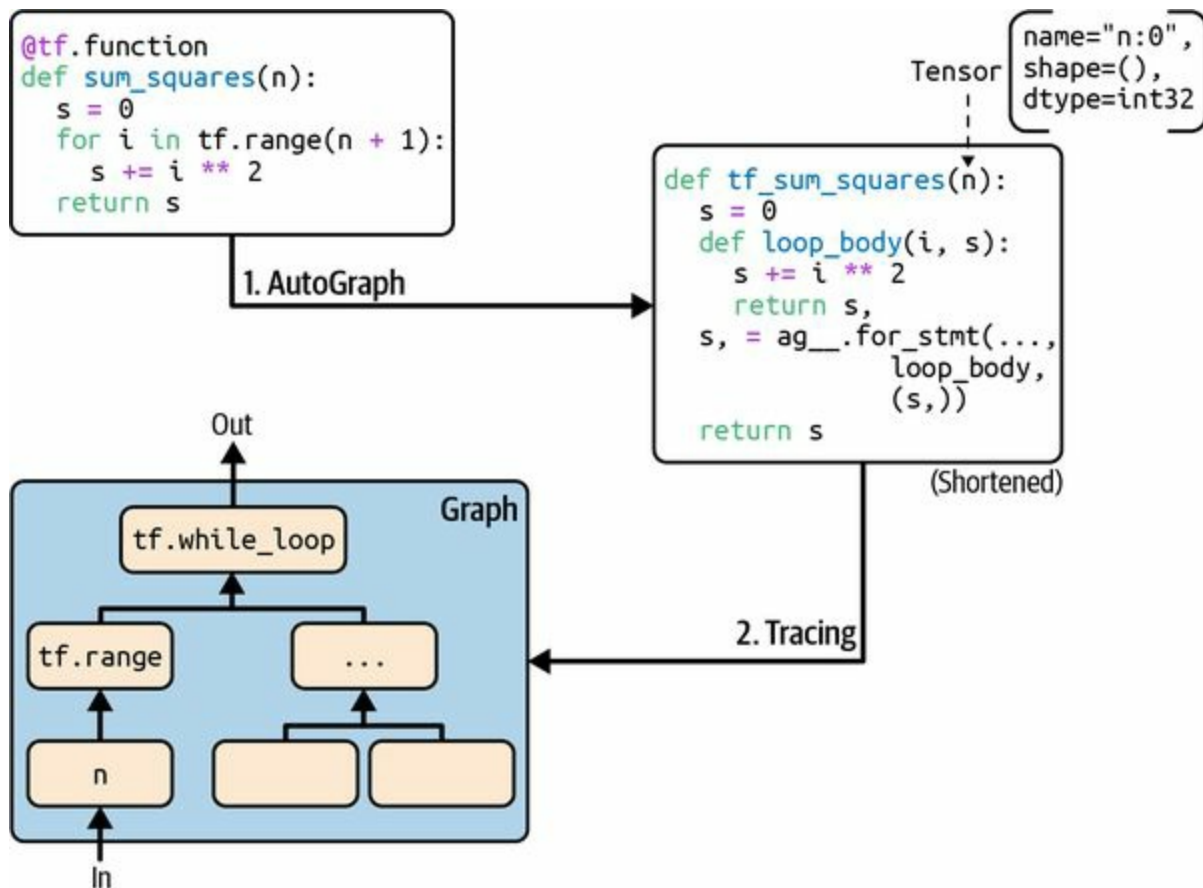 @tf.function
def sum_squares(n):
  s = 0
  for i in tf.range(n + 1):
    s += i ** 2
  return s
1. AutoGraph
Tensor
name="n:0",
shape=(),
dtype=int32
def tf_sum_squares(n):
  s = 0
  def loop_body(i, s):
    s += i ** 2
    return s,
  s, = ag__.for_stmt(...,
             loop_body,
             (s,))
  return s
(Shortened)
2. Tracing
Out
Graph
tf.while_loop
tf.range
...
n
In